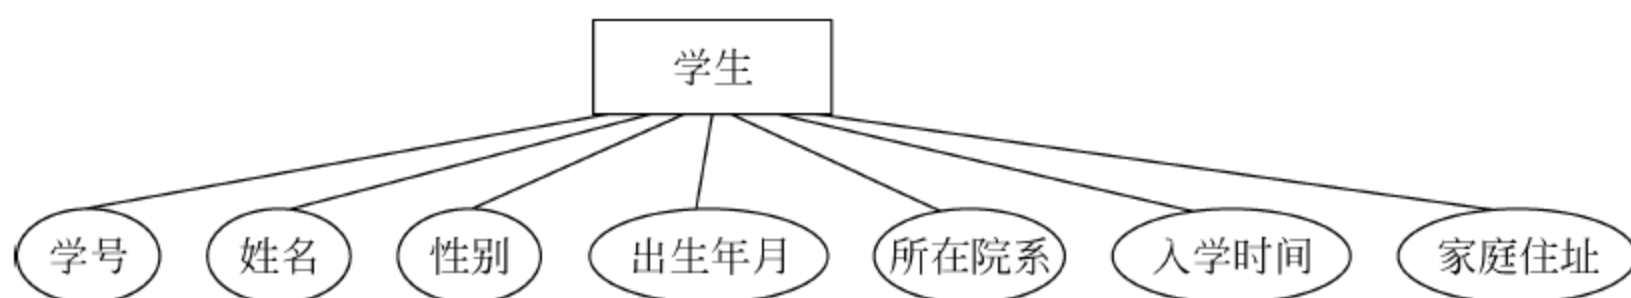 学生
学号
姓名
性别
出生年月
所在院系
入学时间
家庭住址